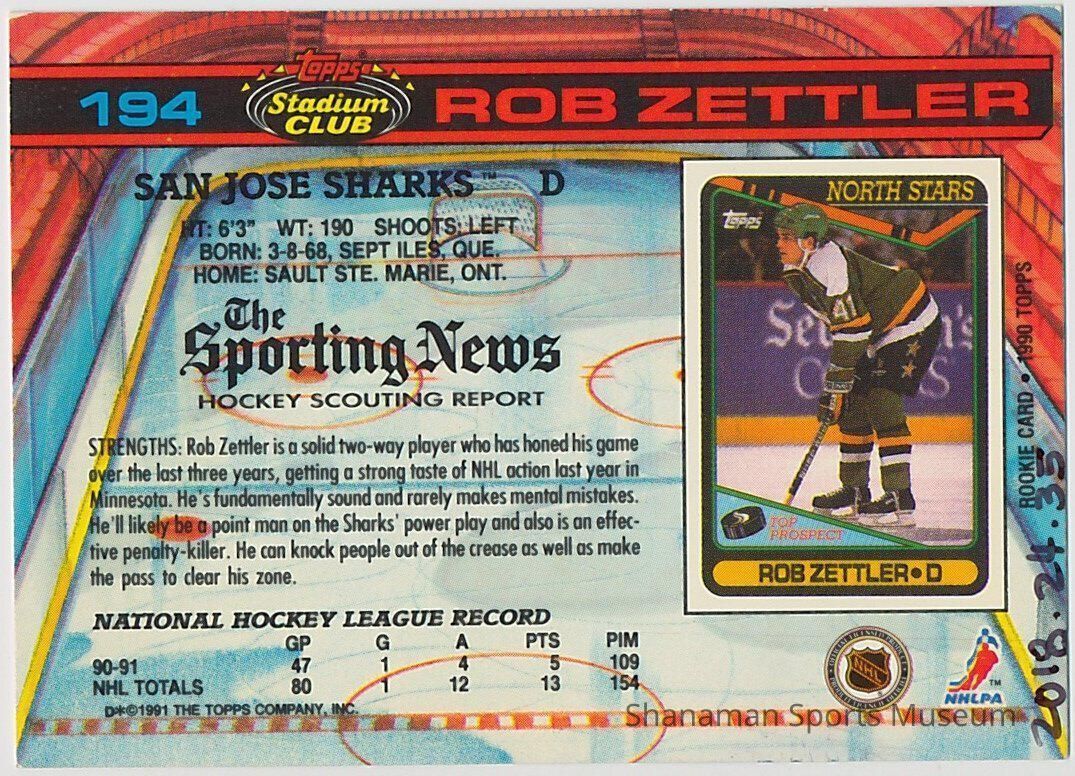 194
TOPPS
Stadium
CLUB
ROB ZETTLER
SAN JOSE SHARKS™ D
HT: 6'3" WT: 190 SHOOTS: LEFT
BORN: 3-8-68, SEPT ILES, QUE.
HOME: SAULT STE. MARIE, ONT.
The
Sporting News
HOCKEY SCOUTING REPORT
STRENGTHS: Rob Zettler is a solid two-way player who has honed his game
over the last three years, getting a strong taste of NHL action last year in
Minnesota. He's fundamentally sound and rarely makes mental mistakes.
He'll likely be a point man on the Sharks' power play and also is an effec-
tive penalty-killer. He can knock people out of the crease as well as make
the pass to clear his zone.
NATIONAL HOCKEY LEAGUE RECORD
GP G A PTS PIM
90-91 47 1 4 5 109
NHL TOTALS 80 1 12 13 154
D✻©1991 THE TOPPS COMPANY, INC.
NORTH STARS
TOPPS
41
TOP
PROSPECT
ROB ZETTLER•D
ROOKIE CARD • 1990 TOPPS
2018.24.35
NHL
™
NHLPA
Shanaman Sports Museum